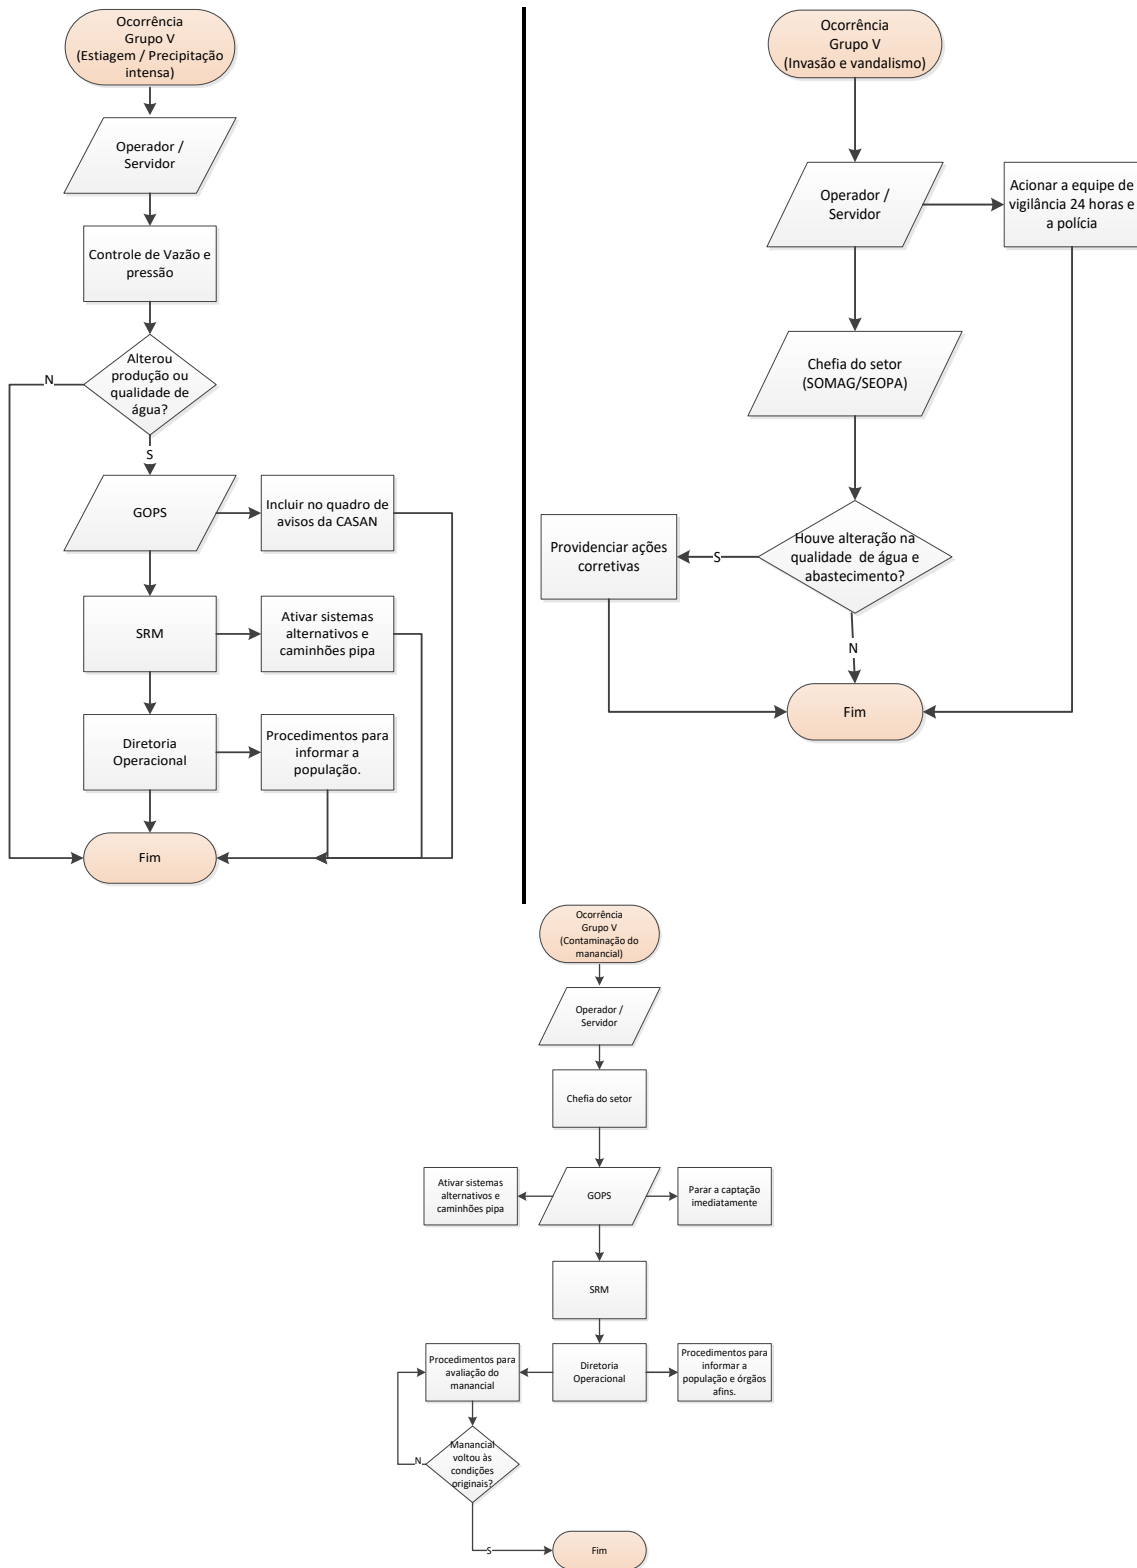 Ocorrência
Grupo V
(Estiagem / Precipitação
intensa)
Operador /
Servidor
Controle de Vazão e
pressão
Alterou
produção ou
qualidade de
água?
N
S
GOPS
Incluir no quadro de
avisos da CASAN
SRM
Ativar sistemas
alternativos e
caminhões pipa
Diretoria
Operacional
Procedimentos para
informar a
população.
Fim
Ocorrência
Grupo V
(Invasão e vandalismo)
Operador /
Servidor
Acionar a equipe de
vigilância 24 horas e
a polícia
Chefia do setor
(SOMAG/SEOPA)
Houve alteração na
qualidade de água e
abastecimento?
S
Providenciar ações
corretivas
N
Fim
Ocorrência
Grupo V
(Contaminação do
manancial)
Operador /
Servidor
Chefia do setor
Ativar sistemas
alternativos e
caminhões pipa
GOPS
Parar a captação
imediatamente
SRM
Procedimentos para
avaliação do
manancial
Diretoria
Operacional
Procedimentos para
informar a
população e órgãos
afins.
Manancial
voltou às
condições
originais?
N
S
Fim